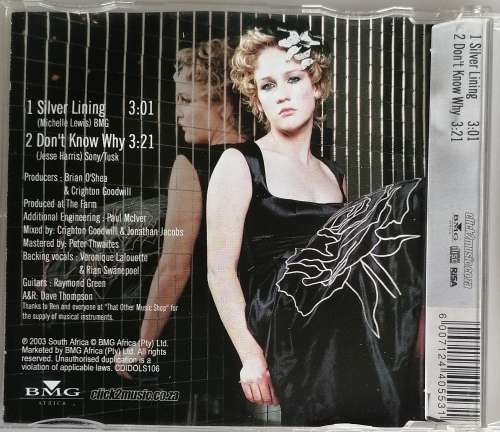 1 Silver Lining 3:01
(Michelle Lewis) BMG
2 Don't Know Why 3:21
(Jesse Harris) Sony/Tusk
Producers : Brian O'Shea
& Crighton Goodwill
Produced at The Farm
Additional Engineering : Paul McIver
Mixed by: Crighton Goodwill & Jonathan Jacobs
Mastered by: Peter Thwaites
Backing vocals : Veronique Lalouette
& Rian Swanepoel
Guitars : Raymond Green
A&R: Dave Thompson
Thanks to Ren and everyone at "That Other Music Shop" for
the supply of musical instruments.
℗ 2003 South Africa © BMG Africa (Pty) Ltd.
Marketed by BMG Africa (Pty) Ltd. All rights
reserved. Unauthorised duplication is a
violation of applicable laws. CDIDOLS106
BMG
AFRICA
click2music.co.za
1 Silver Lining 3:01
2 Don't Know Why 3:21
click2music.co.za
BMG
RiSA
6007124405531